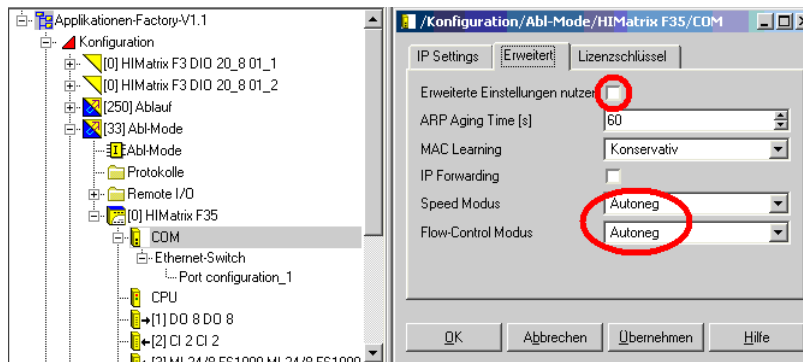 Applikationen-Factory-V1.1
Konfiguration
[0] HIMatrix F3 DIO 20_8 01_1
[0] HIMatrix F3 DIO 20_8 01_2
[250] Ablauf
[33] Abl-Mode
Abl-Mode
Protokolle
Remote I/O
[0] HIMatrix F35
COM
Ethernet-Switch
Port configuration_1
CPU
[1] DO 8 DO 8
[2] CI 2 CI 2
/Konfiguration/Abl-Mode/HIMatrix F35/COM
IP Settings
Erweitert
Lizenzschlüssel
Erweiterte Einstellungen nutzen
ARP Aging Time [s]
60
MAC Learning
Konservativ
IP Forwarding
Speed Modus
Autoneg
Flow-Control Modus
Autoneg
OK
Abbrechen
Übernehmen
Hilfe